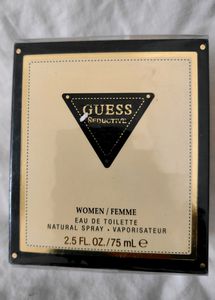 GUESS
SEDUCTIVE
WOMEN / FEMME
EAU DE TOILETTE
NATURAL SPRAY • VAPORISATEUR
2.5 FL. OZ. / 75 mL ℮